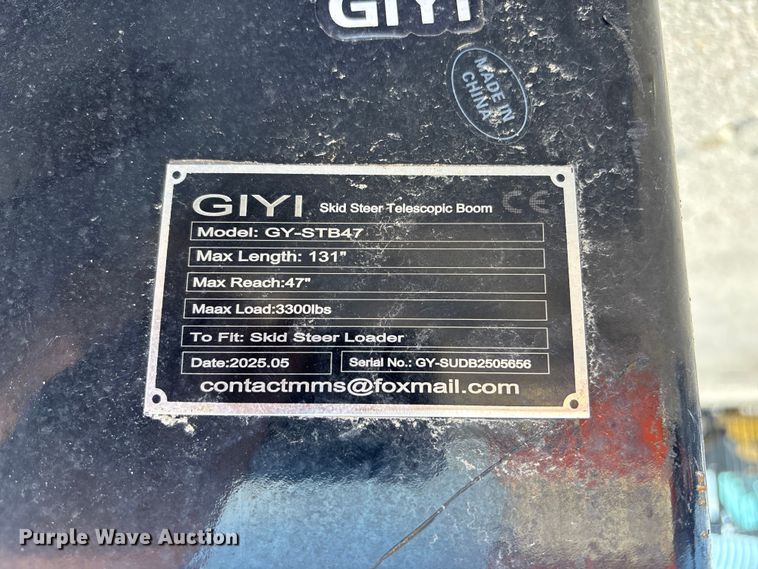 GIYI
MADE IN
CHINA
GIYI Skid Steer Telescopic Boom CE
Model: GY-STB47
Max Length: 131"
Max Reach:47"
Maax Load:3300lbs
To Fit: Skid Steer Loader
Date:2025.05 Serial No.: GY-SUDB2505656
contactmms@foxmail.com
Purple Wave Auction